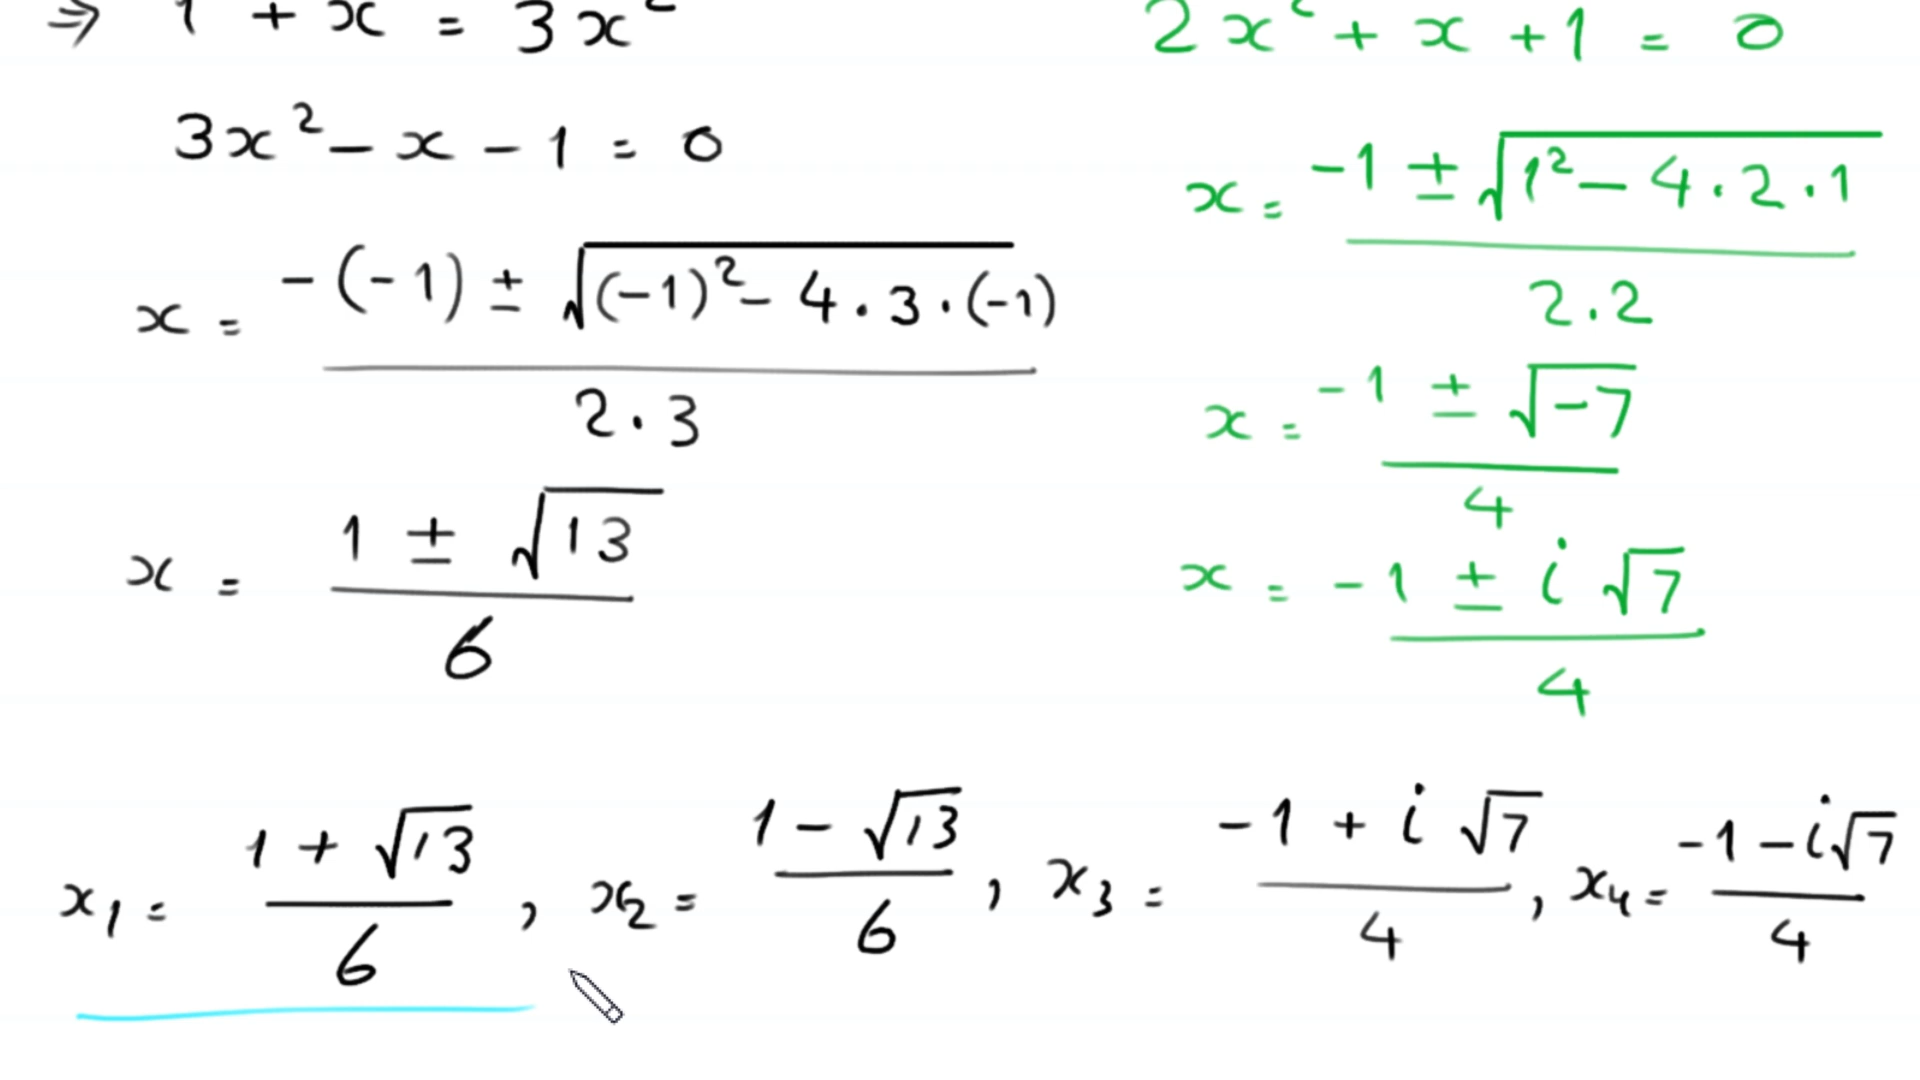 ⇒ 1 + x = 3x²
3x² - x - 1 = 0
x = -(-1) ± √(-1)² - 4 · 3 · (-1)
2 · 3
x = 1 ± √13
6
2x² + x + 1 = 0
x = -1 ± √1² - 4 · 2 · 1
2 · 2
x = -1 ± √-7
4
x = -1 ± i √7
4
x₁ = 1 + √13 / 6 , x₂ = 1 - √13 / 6 , x₃ = -1 + i √7 / 4 , x₄ = -1 - i√7 / 4